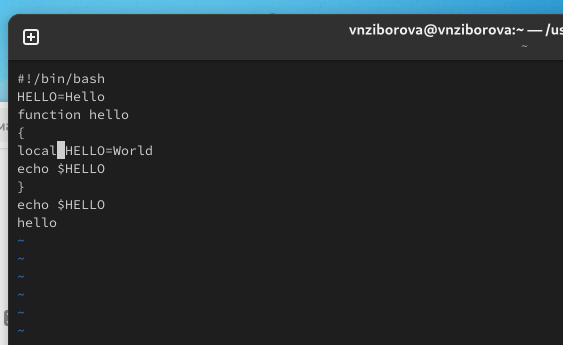 vnziborova@vnziborova:~ — /us
~
#!/bin/bash
HELLO=Hello
function hello
{
local HELLO=World
echo $HELLO
}
echo $HELLO
hello
~
~
~
~
~
~